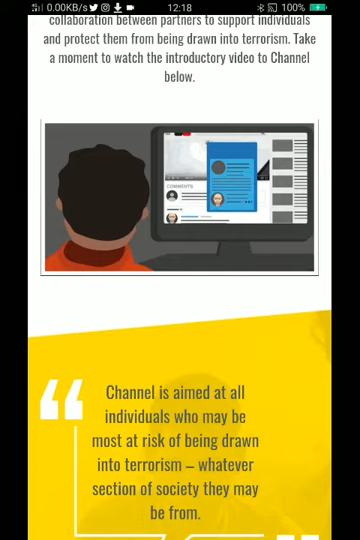 0.00KB/s 12:18 100%
collaboration between partners to support individuals
and protect them from being drawn into terrorism. Take
a moment to watch the introductory video to Channel
below.
COMMENTS
Channel is aimed at all
individuals who may be
most at risk of being drawn
into terrorism – whatever
section of society they may
be from.